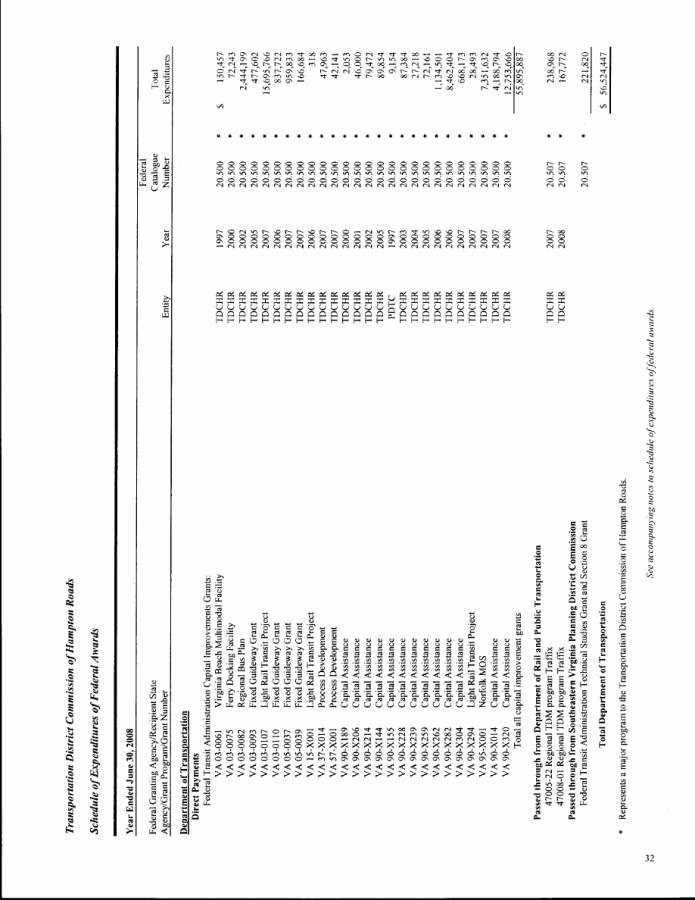 Transportation District Commission of Hampton Roads
Schedule of Expenditures of Federal Awards
Year Ended June 30, 2008
Federal
Federal Granting Agency/Recipient State Catalogue Total
Agency/Grant Program/Grant Number Entity Year Number Expenditures
Department of Transportation
Direct Payments
Federal Transit Administration Capital Improvements Grants:
VA 03-0061 Virginia Beach Multimodal Facility TDCHR 1997 20.500 * $ 150,457
VA 03-0075 Ferry Docking Facility TDCHR 2000 20.500 * 72,243
VA 03-0082 Regional Bus Plan TDCHR 2002 20.500 * 2,444,199
VA 03-0093 Fixed Guideway Grant TDCHR 2005 20.500 * 477,602
VA 03-0107 Light Rail Transit Project TDCHR 2007 20.500 * 15,695,766
VA 03-0110 Fixed Guideway Grant TDCHR 2006 20.500 * 837,722
VA 05-0037 Fixed Guideway Grant TDCHR 2007 20.500 * 959,833
VA 05-0039 Fixed Guideway Grant TDCHR 2007 20.500 * 166,684
VA 15-X001 Light Rail Transit Project TDCHR 2006 20.500 * 318
VA 37-X014 Process Development TDCHR 2007 20.500 * 47,963
VA 57-X001 Process Development TDCHR 2007 20.500 * 42,141
VA 90-X189 Capital Assistance TDCHR 2000 20.500 * 2,053
VA 90-X206 Capital Assistance TDCHR 2001 20.500 * 46,000
VA 90-X214 Capital Assistance TDCHR 2002 20.500 * 79,472
VA 90-X144 Capital Assistance TDCHR 2005 20.500 * 89,854
VA 90-X155 Capital Assistance PDTC 1997 20.500 * 9,154
VA 90-X228 Capital Assistance TDCHR 2003 20.500 * 87,384
VA 90-X239 Capital Assistance TDCHR 2004 20.500 * 27,218
VA 90-X259 Capital Assistance TDCHR 2005 20.500 * 72,161
VA 90-X262 Capital Assistance TDCHR 2006 20.500 * 1,134,501
VA 90-X282 Capital Assistance TDCHR 2006 20.500 * 8,462,404
VA 90-X304 Capital Assistance TDCHR 2007 20.500 * 668,173
VA 90-X294 Light Rail Transit Project TDCHR 2007 20.500 * 28,493
VA 95-X001 Norfolk MOS TDCHR 2007 20.500 * 7,351,632
VA 90-X014 Capital Assistance TDCHR 2007 20.500 * 4,188,794
VA 90-X320 Capital Assistance TDCHR 2008 20.500 * 12,753,666
Total all capital improvement grants 55,895,887
Passed through from Department of Rail and Public Transportation
47005-22 Regional TDM program Traffix TDCHR 2007 20.507 * 238,968
47008-01 Regional TDM program Traffix TDCHR 2008 20.507 * 167,772
Passed through from Southeastern Virginia Planning District Commission
Federal Transit Administration Technical Studies Grant and Section 8 Grant 20.507 * 221,820
Total Department of Transportation $ 56,524,447
* Represents a major program to the Transportation District Commission of Hampton Roads.
See accompanying notes to schedule of expenditures of federal awards.
32